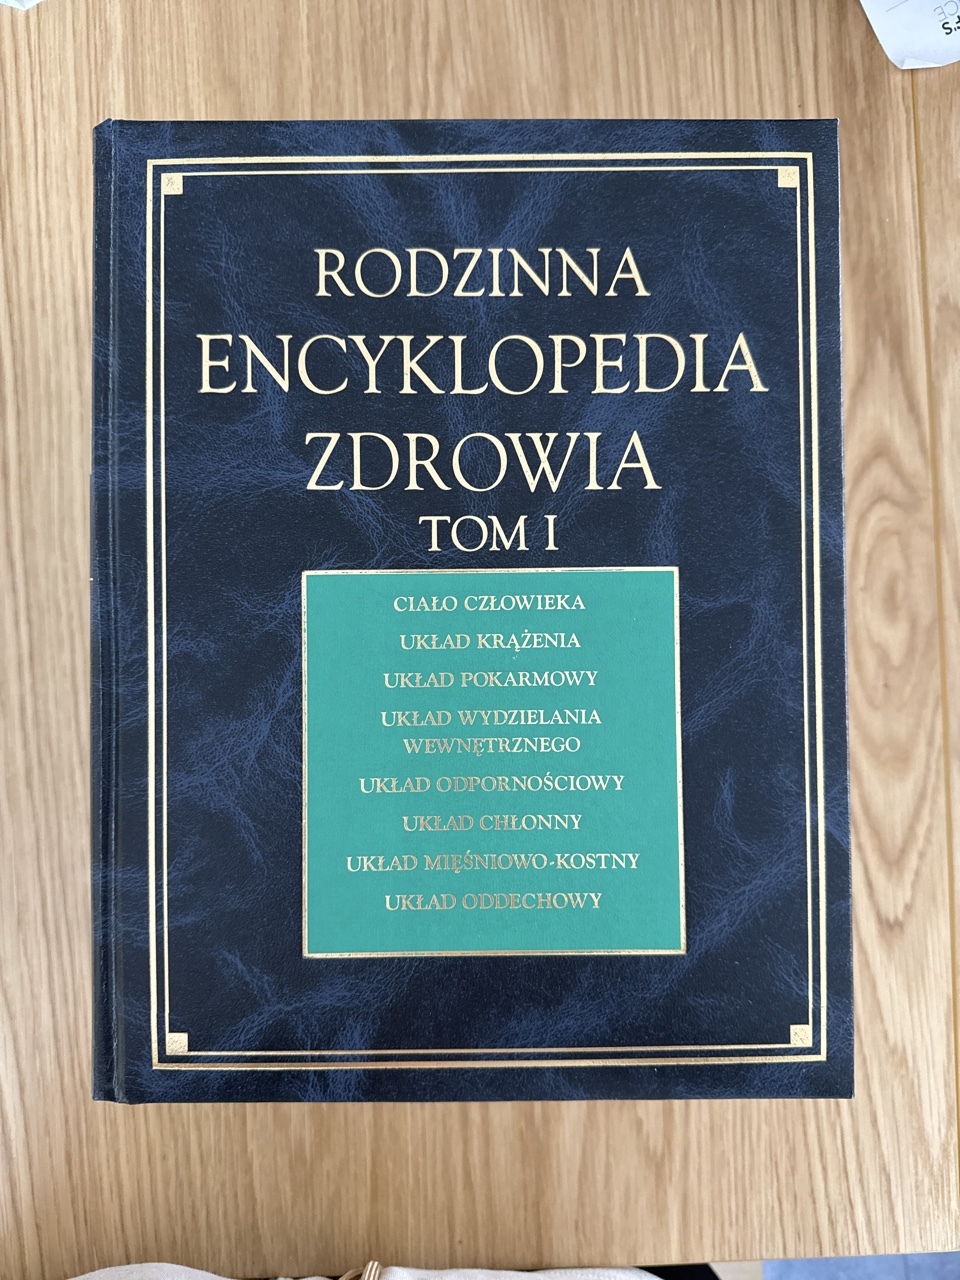 RODZINNA
ENCYKLOPEDIA
ZDROWIA
TOM I
CIAŁO CZŁOWIEKA
UKŁAD KRĄŻENIA
UKŁAD POKARMOWY
UKŁAD WYDZIELANIA
WEWNĘTRZNEGO
UKŁAD ODPORNOŚCIOWY
UKŁAD CHŁONNY
UKŁAD MIĘŚNIOWO-KOSTNY
UKŁAD ODDECHOWY